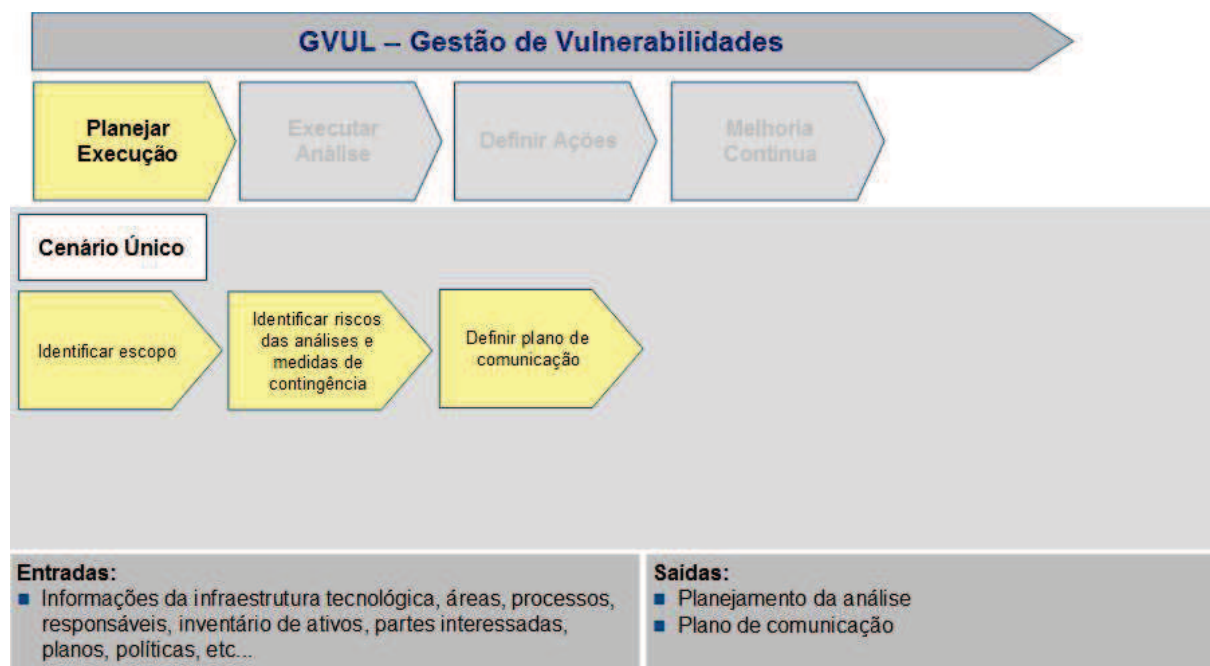 GVUL – Gestão de Vulnerabilidades
Planejar
Execução
Executar
Análise
Definir Ações
Melhoria
Continua
Cenário Único
Identificar escopo
Identificar riscos
das análises e
medidas de
contingência
Definir plano de
comunicação
Entradas:
Informações da infraestrutura tecnológica, áreas, processos,
responsáveis, inventário de ativos, partes interessadas,
planos, políticas, etc...
Saidas:
Planejamento da análise
Plano de comunicação